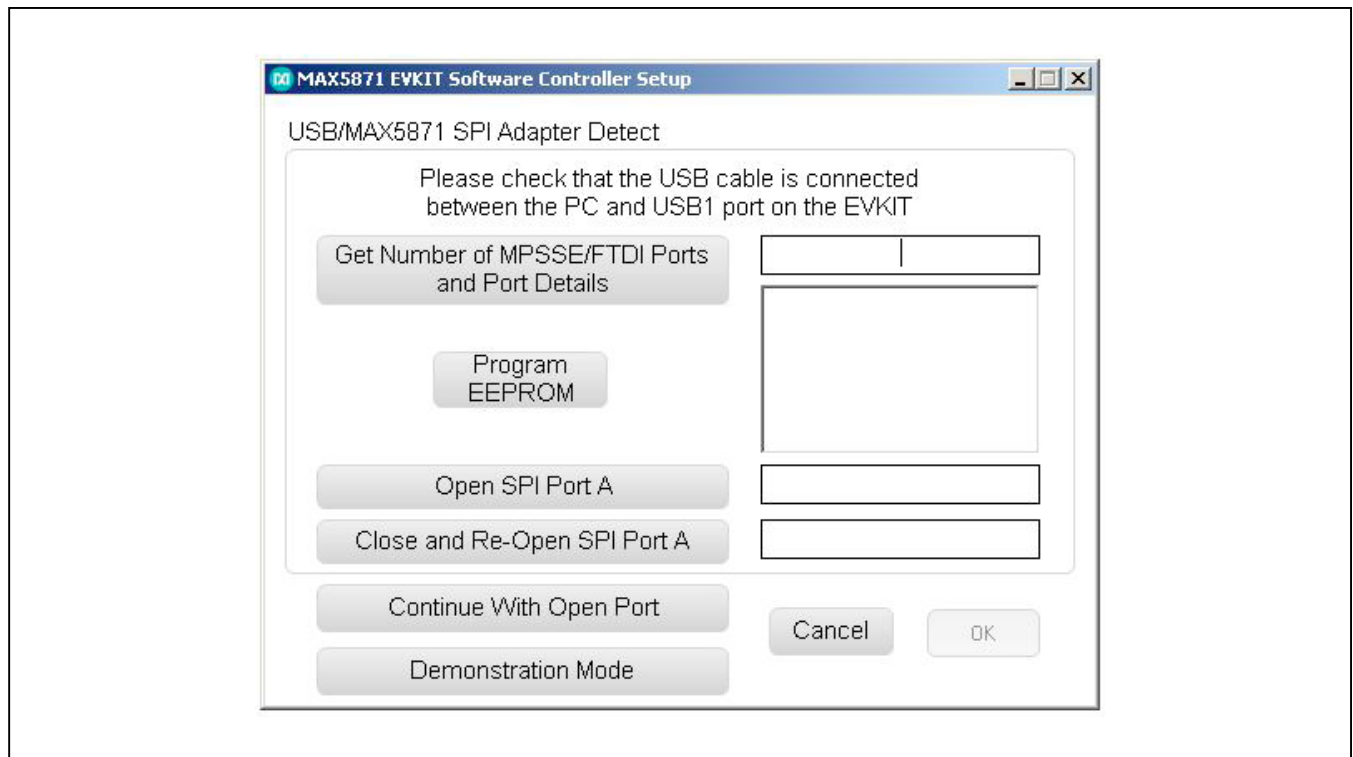 MAX5871 EVKIT Software Controller Setup
USB/MAX5871 SPI Adapter Detect
Please check that the USB cable is connected
between the PC and USB1 port on the EVKIT
Get Number of MPSSE/FTDI Ports
and Port Details
Program
EEPROM
Open SPI Port A
Close and Re-Open SPI Port A
Continue With Open Port
Cancel
OK
Demonstration Mode